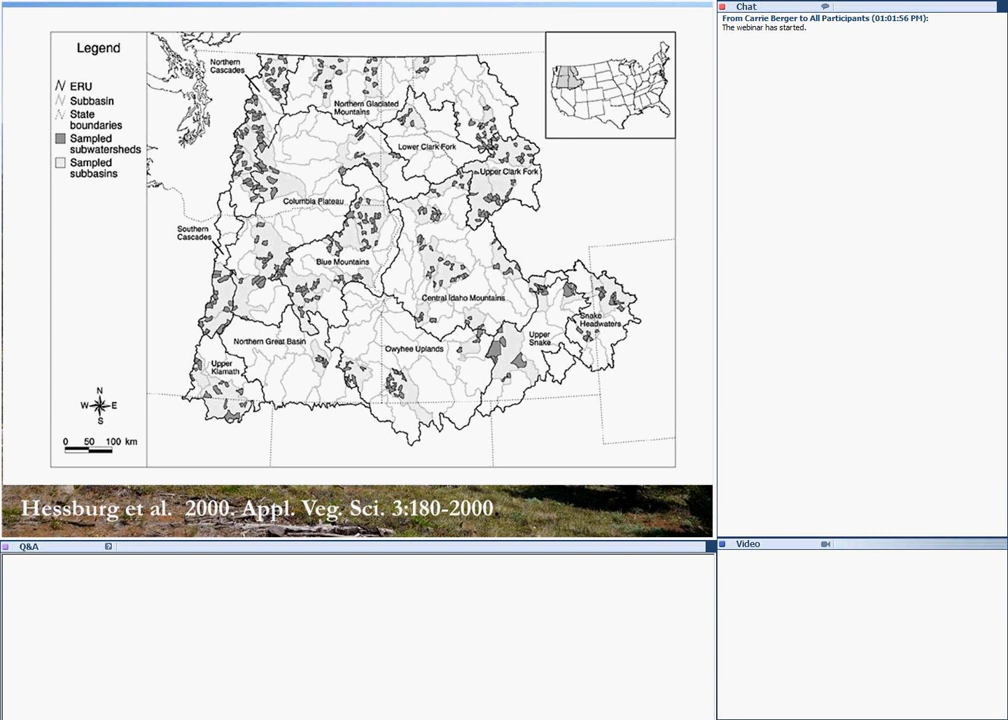 Legend
ERU
Subbasin
State
boundaries
Sampled
subwatersheds
Sampled
subbasins
Northern
Cascades
Northern Glaciated
Mountains
Lower Clark Fork
Upper Clark Fork
Columbia Plateau
Southern
Cascades
Blue Mountains
Central Idaho Mountains
Snake
Headwaters
Upper
Snake
Northern Great Basin
Owyhee Uplands
Upper
Klamath
N
W E
S
0 50 100 km
Hessburg et al. 2000. Appl. Veg. Sci. 3:180-2000
Chat
From Carrie Berger to All Participants (01:01:56 PM):
The webinar has started.
Q&A
Video